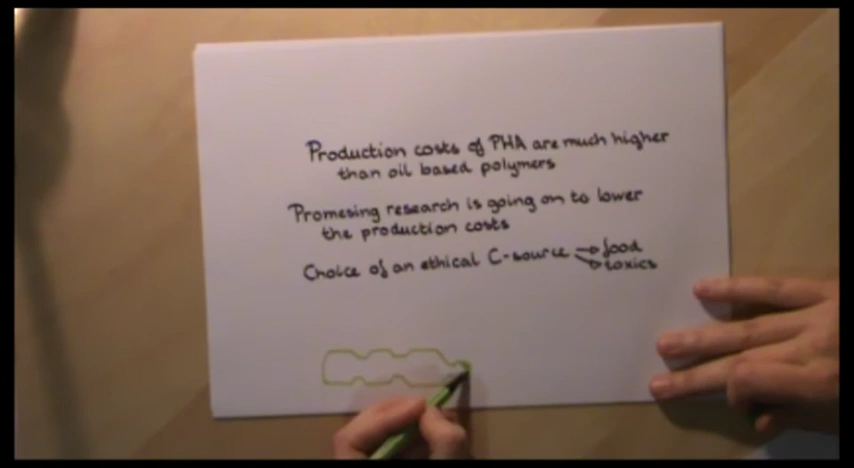 Production costs of PHA are much higher
than oil based polymers
Promesing research is going on to lower
the production costs
Choice of an ethical C-source → food
→ toxics